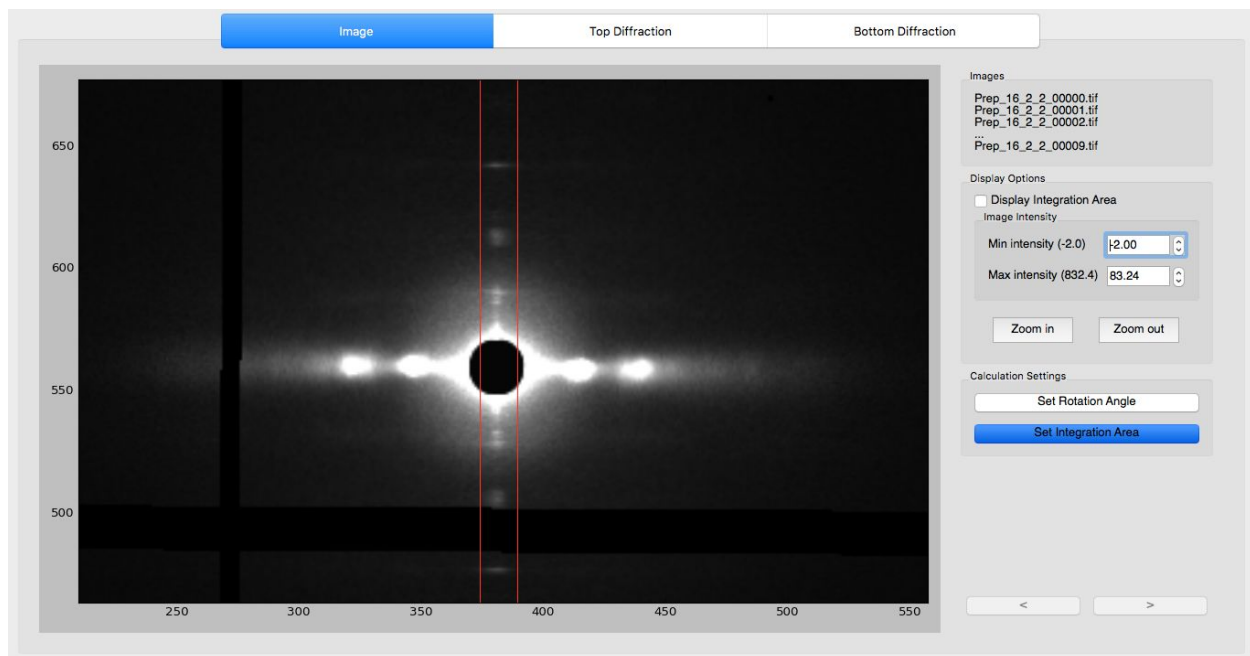 Image
Top Diffraction
Bottom Diffraction
650
600
550
500
250
300
350
400
450
500
550
Images
Prep_16_2_2_00000.tif
Prep_16_2_2_00001.tif
Prep_16_2_2_00002.tif
...
Prep_16_2_2_00009.tif
Display Options
Display Integration Area
Image Intensity
Min intensity (-2.0) -2.00
Max intensity (832.4) 83.24
Zoom in
Zoom out
Calculation Settings
Set Rotation Angle
Set Integration Area
<
>